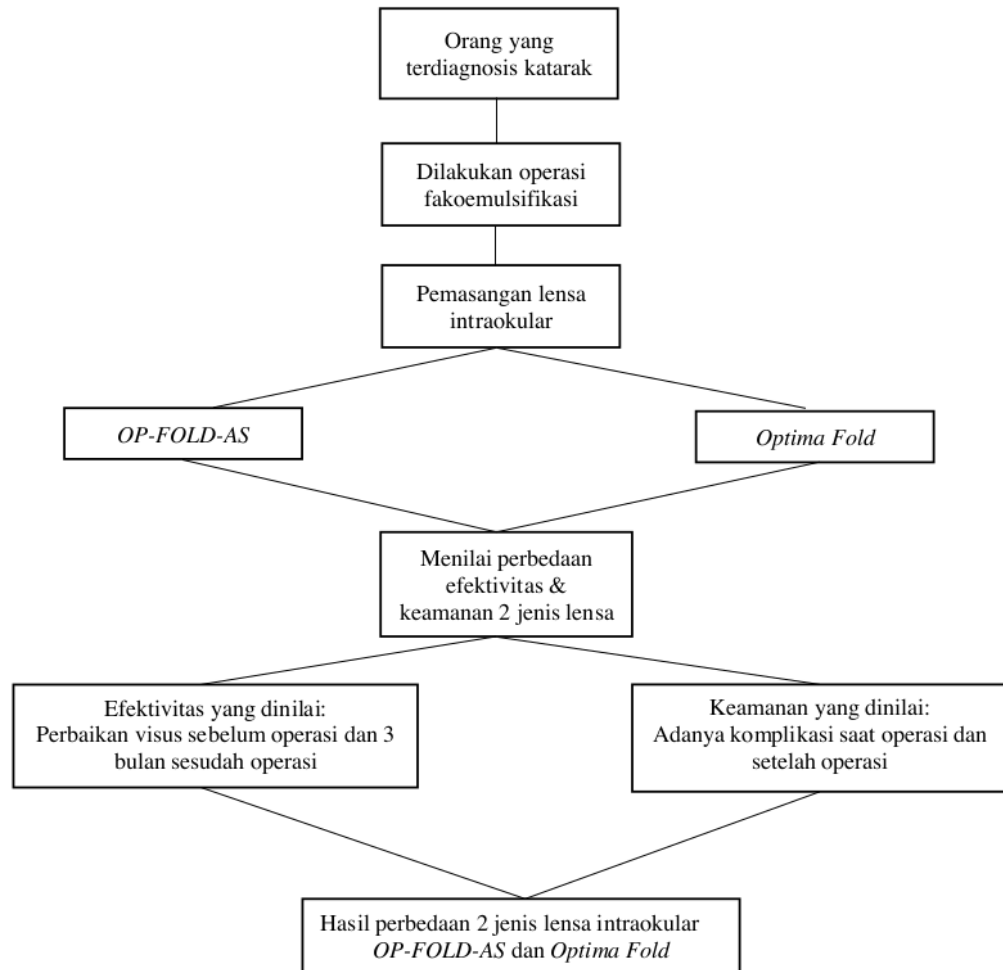 Orang yang
terdiagnosis katarak
Dilakukan operasi
fakoemulsifikasi
Pemasangan lensa
intraokular
OP-FOLD-AS
Optima Fold
Menilai perbedaan
efektivitas &
keamanan 2 jenis lensa
Efektivitas yang dinilai:
Perbaikan visus sebelum operasi dan 3
bulan sesudah operasi
Keamanan yang dinilai:
Adanya komplikasi saat operasi dan
setelah operasi
Hasil perbedaan 2 jenis lensa intraokular
OP-FOLD-AS dan Optima Fold